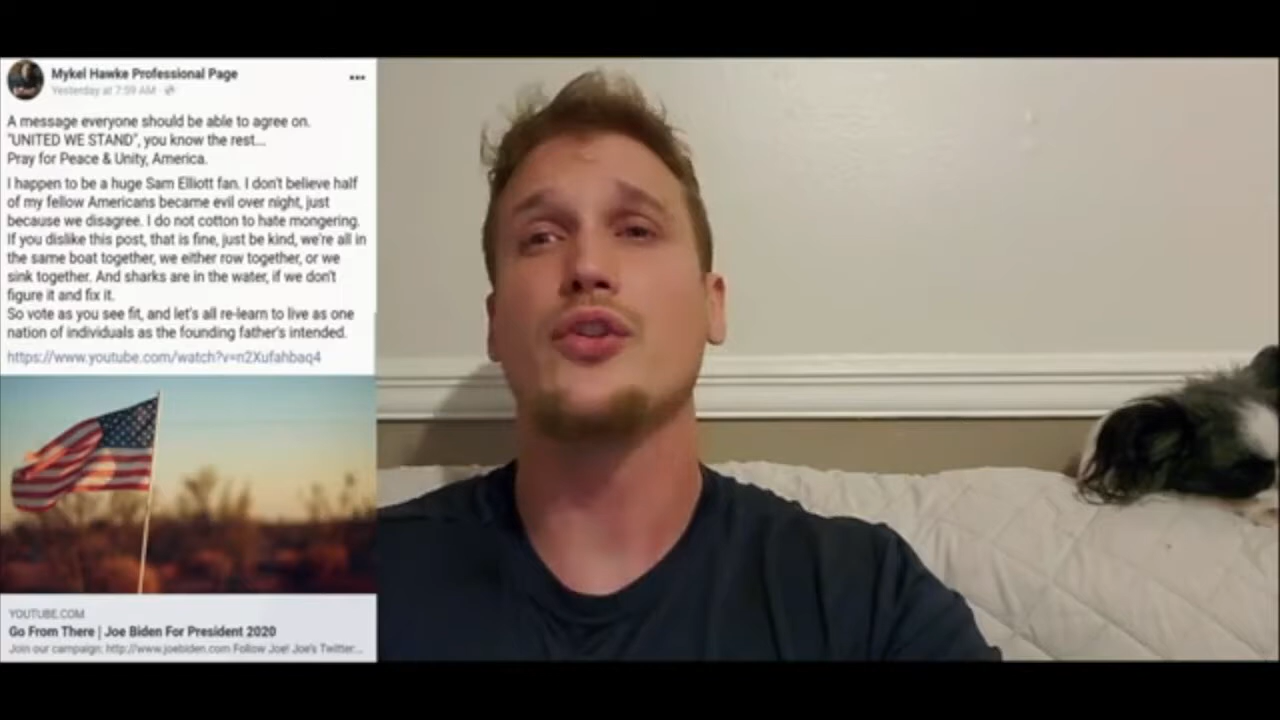 Mykel Hawke Professional Page
Yesterday at 7:59 AM
A message everyone should be able to agree on.
"UNITED WE STAND", you know the rest...
Pray for Peace & Unity, America.
I happen to be a huge Sam Elliott fan. I don't believe half
of my fellow Americans became evil over night, just
because we disagree. I do not cotton to hate mongering.
If you dislike this post, that is fine, just be kind, we're all in
the same boat together, we either row together, or we
sink together. And sharks are in the water, if we don't
figure it and fix it.
So vote as you see fit, and let's all re-learn to live as one
nation of individuals as the founding father's intended.
https://www.youtube.com/watch?v=n2Xufahbaq4
YOUTUBE.COM
Go From There | Joe Biden For President 2020
Join our campaign: http://www.joebiden.com Follow Joe! Joe's Twitter...